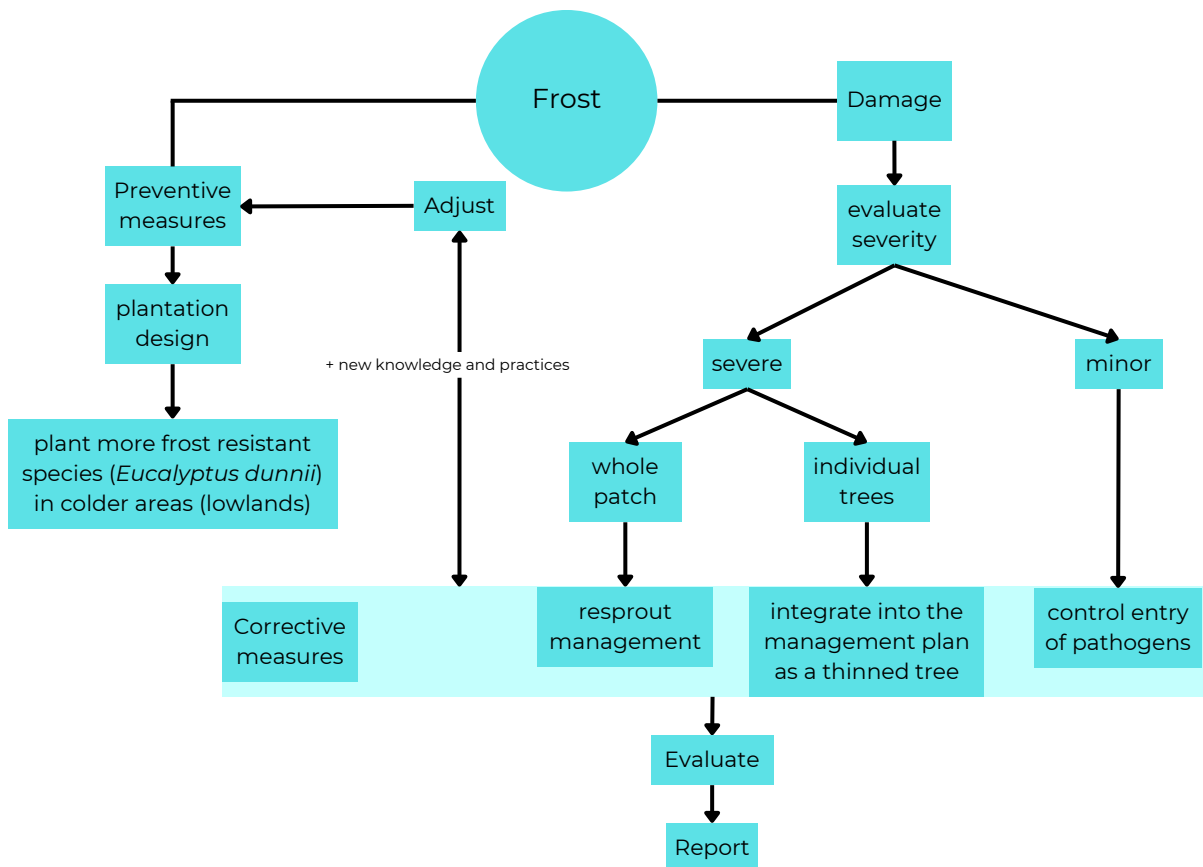 Frost
Damage
Preventive
measures
Adjust
evaluate
severity
plantation
design
+ new knowledge and practices
severe
minor
plant more frost resistant
species (Eucalyptus dunnii)
in colder areas (lowlands)
whole
patch
individual
trees
Corrective
measures
resprout
management
integrate into the
management plan
as a thinned tree
control entry
of pathogens
Evaluate
Report